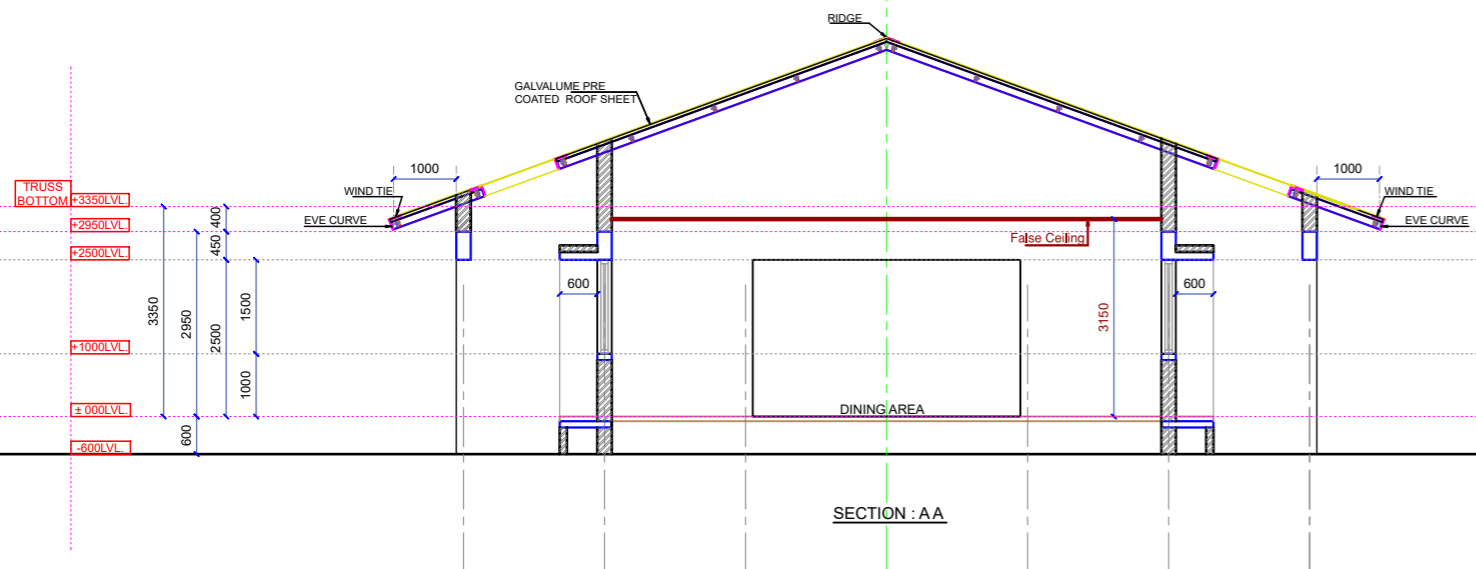 RIDGE
GALVALUME PRE
COATED ROOF SHEET
1000
1000
TRUSS
BOTTOM
+3350LVL.
WIND TIE
WIND TIE
EVE CURVE
EVE CURVE
+2950LVL.
+2500LVL.
+1000LVL.
± 000LVL.
-600LVL.
3350
2950
600
400
450
2500
1500
1000
False Ceiling
600
600
3150
DINING AREA
SECTION : A A